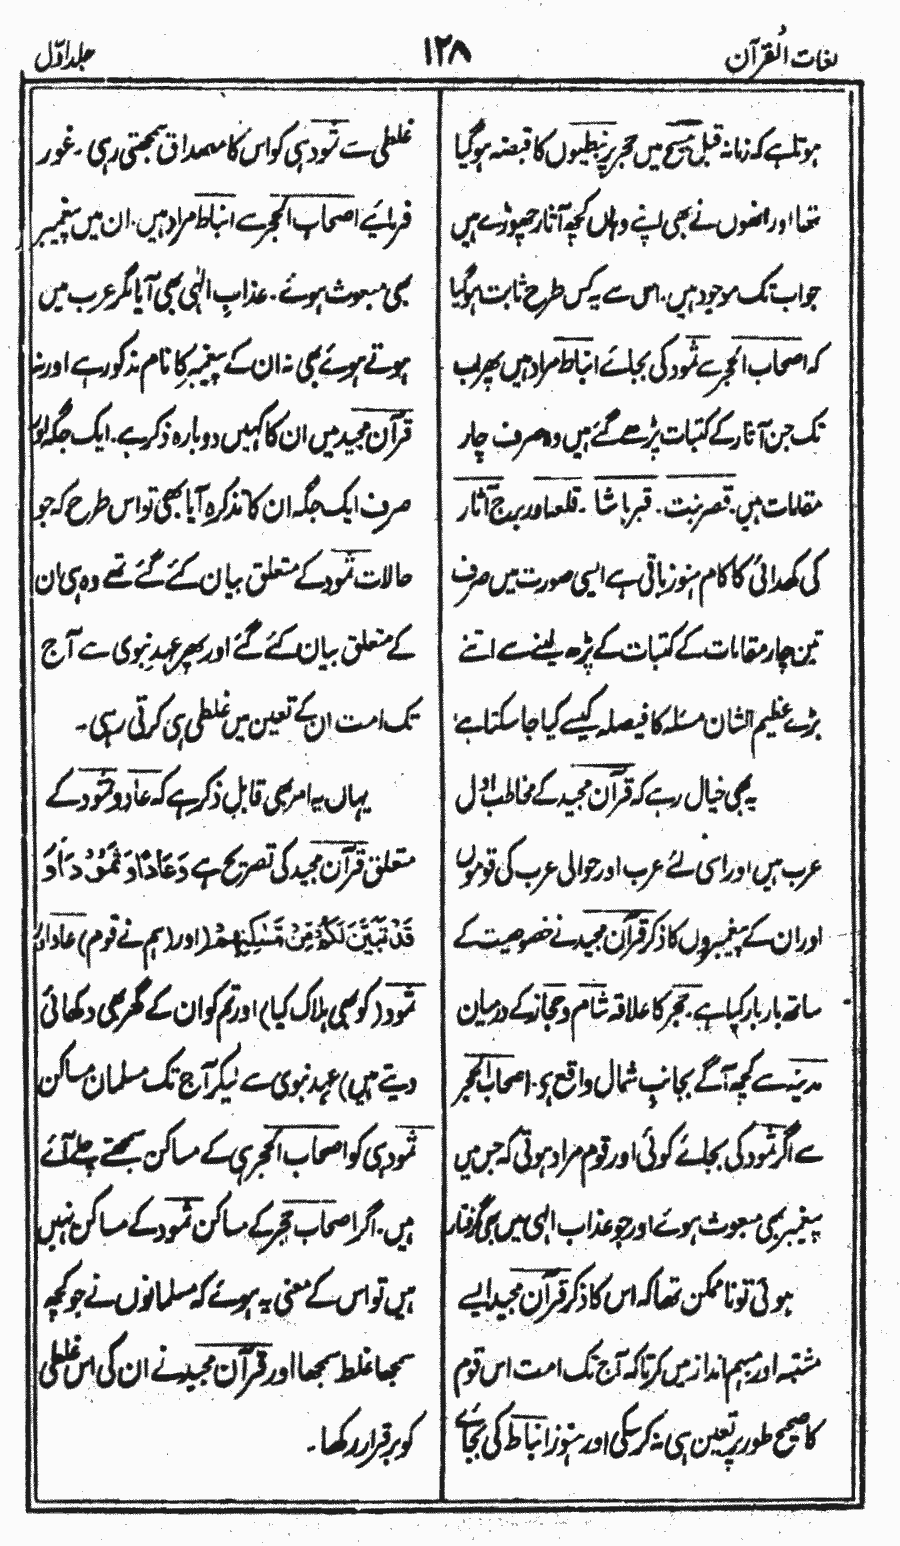 لغات القرآن
۱۲۸
جلد اوّل
ہوتا ہے کہ زمانہ قبل مسیح میں حجر پر نبطیوں کا قبضہ ہوگیا
تھا اور انھوں نے بھی اپنے وہاں کچھ آثار چھوڑے ہیں
جو اب تک موجود ہیں۔ اس سے یہ کس طرح ثابت ہوگیا
کہ اصحاب الحجر سے ثمود کی بجائے انباط مراد ہیں پھر اب
تک جن آثار کے کتبات پڑھے گئے ہیں وہ صرف چار
مقامات ہیں۔ قصر بنت۔ قبر باشا۔ قلعہ اور برج آثار
کی کھدائی کا کام ہنوز باقی ہے ایسی صورت میں صرف
تین چار مقامات کے کتبات کے پڑھ لینے سے اتنے
بڑے عظیم الشان مسئلہ کا فیصلہ کیسے کیا جا سکتا ہے
یہ بھی خیال رہے کہ قرآن مجید کے مخاطب اول
عرب ہیں اور اسی لئے عرب اور حوالی عرب کی قوموں
اور ان کے پیغمبروں کا ذکر قرآن مجید نے خصوصیت کے
ساتھ بار بار کیا ہے۔ حجر کا علاقہ شام و حجاز کے درمیان
مدینہ سے کچھ آگے بجانب شمال واقع ہے۔ اصحاب الحجر
سے اگر ثمود کی بجائے کوئی اور قوم مراد ہوتی کہ جس میں
پیغمبر بھی مبعوث ہوئے اور جو عذاب الٰہی میں بھی گرفتار
ہوئی تو ناممکن تھا کہ اس کا ذکر قرآن مجید ایسے
مشتبہ اور مبہم انداز میں کرتا کہ آج تک امت اس قوم
کا صحیح طور پر تعین ہی نہ کر سکی اور ہنوز انباط کی بجائے
غلطی سے ثمود ہی کو اس کا مصداق سمجھتی رہی۔ غور
فرمائیے اصحاب الحجر سے انباط مراد ہیں۔ ان میں پیغمبر
بھی مبعوث ہوئے۔ عذاب الٰہی بھی آیا مگر عرب میں
ہوتے ہوئے بھی نہ ان کے پیغمبر کا نام مذکور ہے اور نہ
قرآن مجید میں ان کا کہیں دوبارہ ذکر ہے۔ ایک جگہ اور
صرف ایک جگہ ان کا تذکرہ آیا بھی تو اس طرح کہ جو
حالات ثمود کے متعلق بیان کئے گئے تھے وہ ہی ان
کے متعلق بیان کئے گئے اور پھر عہد نبوی سے آج
تک امت ان کے تعین میں غلطی ہی کرتی رہی۔
یہاں یہ امر بھی قابل ذکر ہے کہ عاد و ثمود کے
متعلق قرآن مجید کی تصریح ہے وَعَادًا وَّثَمُوْدَا۟ وَ
قَدْ تَّبَيَّنَ لَكُمْ مِّنْ مَّسٰكِنِهِمْ (اور (ہم نے قوم) عاد اور
ثمود (کو بھی ہلاک کیا) اور تم کو ان کے گھر بھی دکھائی
دیتے ہیں) عہد نبوی سے لیکر آج تک مسلمان مساکن
ثمود ہی کو اصحاب الحجر ہی کے مساکن سمجھتے چلے آئے
ہیں۔ اگر اصحاب حجر کے مساکن ثمود کے مساکن نہیں
ہیں تو اس کے معنی یہ ہوئے کہ مسلمانوں نے جو کچھ
سمجھا غلط سمجھا اور قرآن مجید نے ان کی اس غلطی
کو برقرار رکھا۔